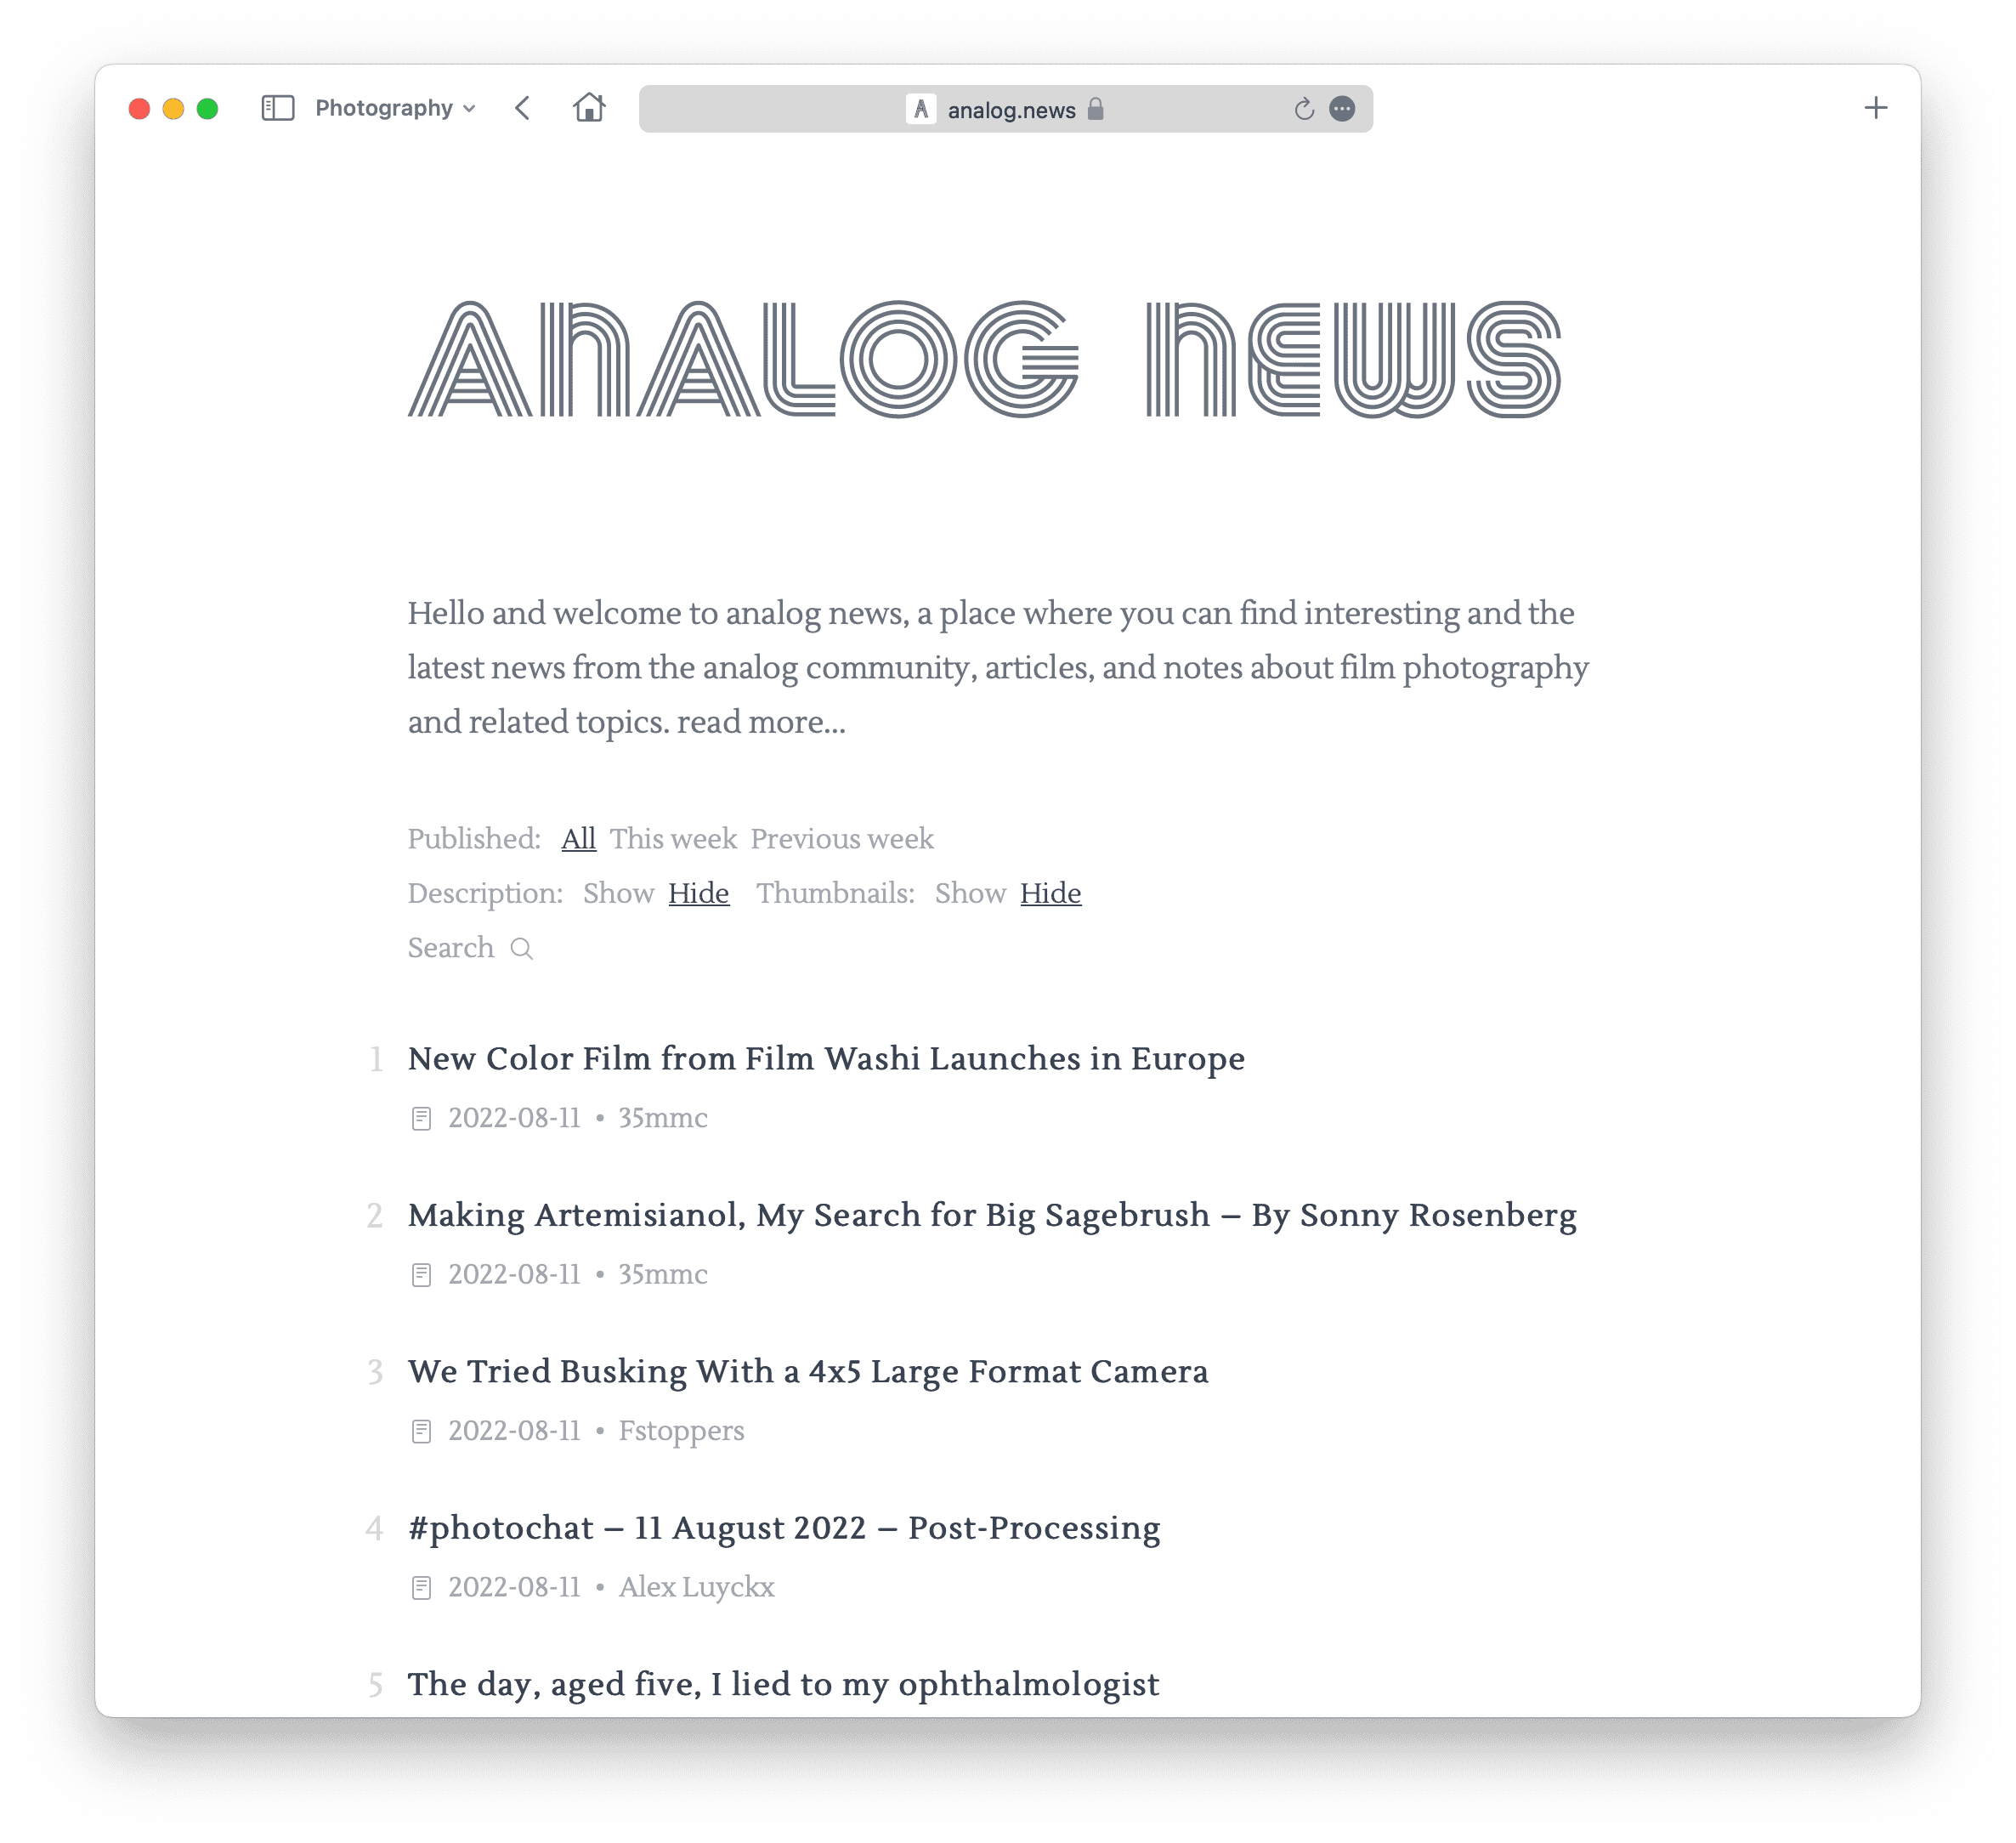 Photography
A analog.news
ANALOG NEWS
Hello and welcome to analog news, a place where you can find interesting and the
latest news from the analog community, articles, and notes about film photography
and related topics. read more...
Published: All This week Previous week
Description: Show Hide Thumbnails: Show Hide
Search
1 New Color Film from Film Washi Launches in Europe
2022-08-11 • 35mmc
2 Making Artemisianol, My Search for Big Sagebrush – By Sonny Rosenberg
2022-08-11 • 35mmc
3 We Tried Busking With a 4x5 Large Format Camera
2022-08-11 • Fstoppers
4 #photochat – 11 August 2022 – Post-Processing
2022-08-11 • Alex Luyckx
5 The day, aged five, I lied to my ophthalmologist